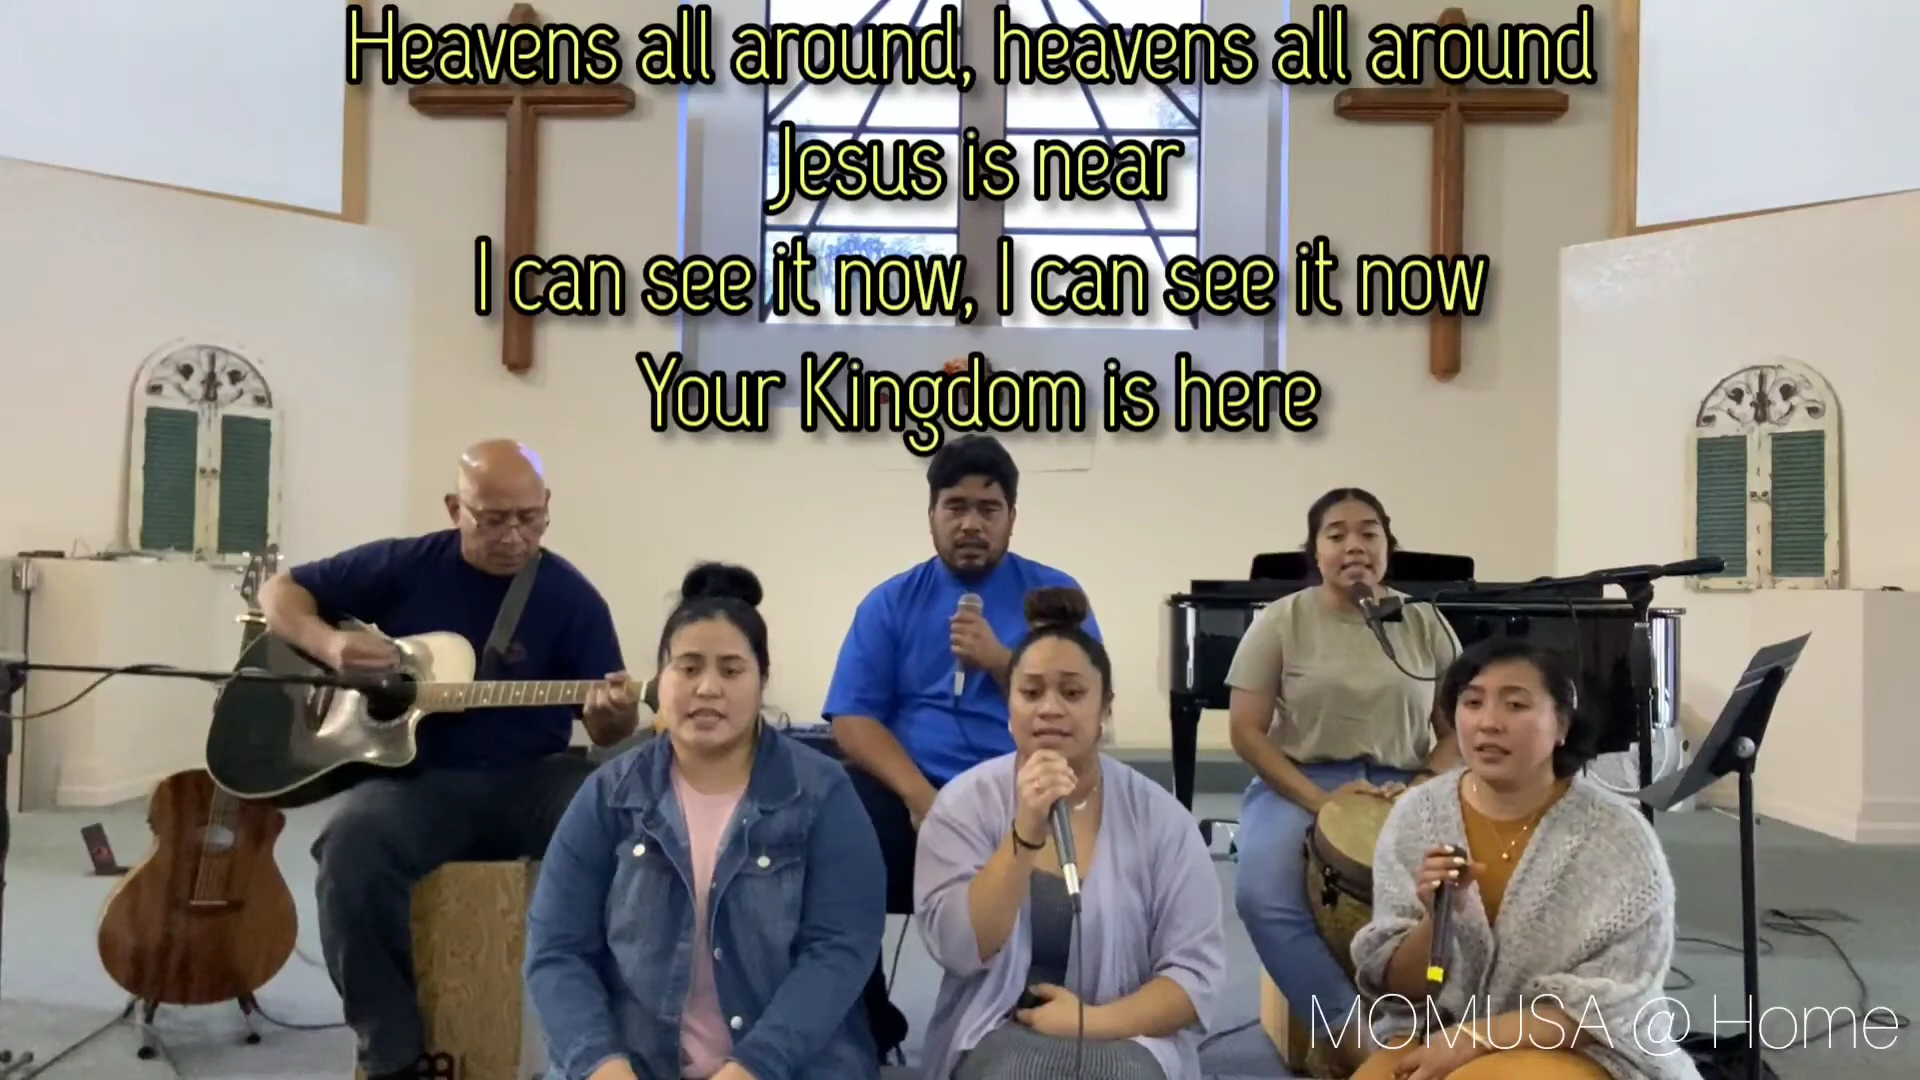 Heavens all around, heavens all around
Jesus is near
I can see it now, I can see it now
Your Kingdom is here
MOMUSA @ Home